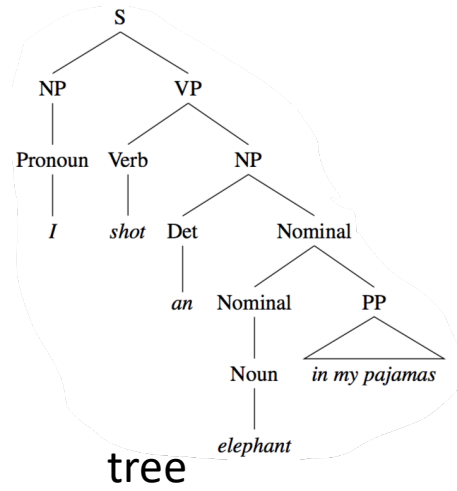 S
NP VP
Pronoun Verb NP
I shot Det Nominal
an Nominal PP
Noun in my pajamas
elephant
tree